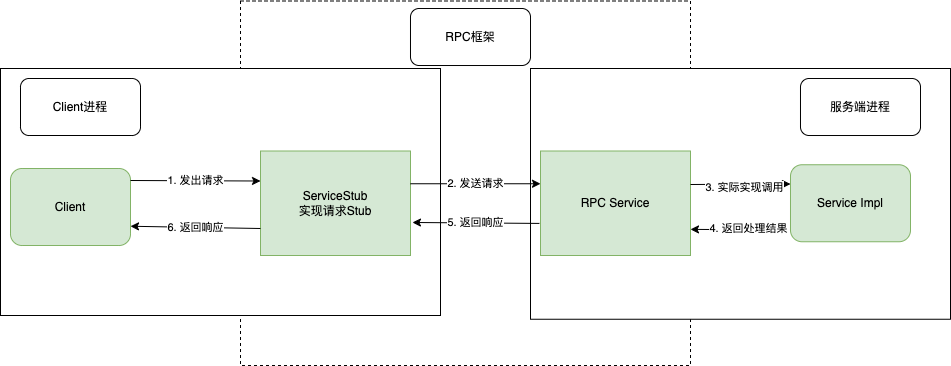 RPC框架
Client进程
服务端进程
Client
1. 发出请求
6. 返回响应
ServiceStub
实现请求Stub
2. 发送请求
5. 返回响应
RPC Service
3. 实际实现调用
4. 返回处理结果
Service Impl